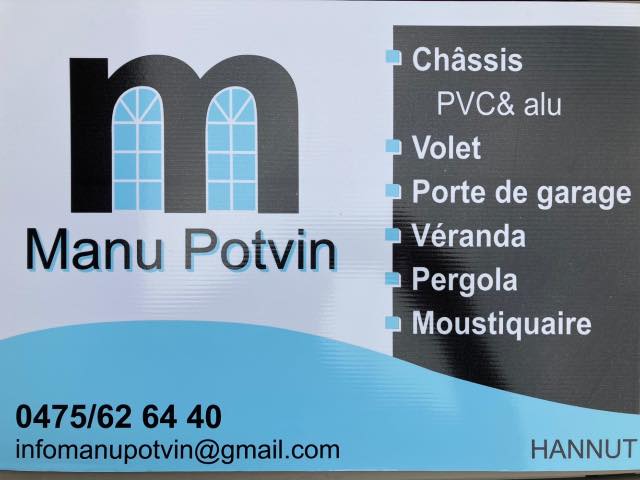 m
Manu Potvin
Châssis
PVC& alu
Volet
Porte de garage
Véranda
Pergola
Moustiquaire
0475/62 64 40
infomanupotvin@gmail.com
HANNUT